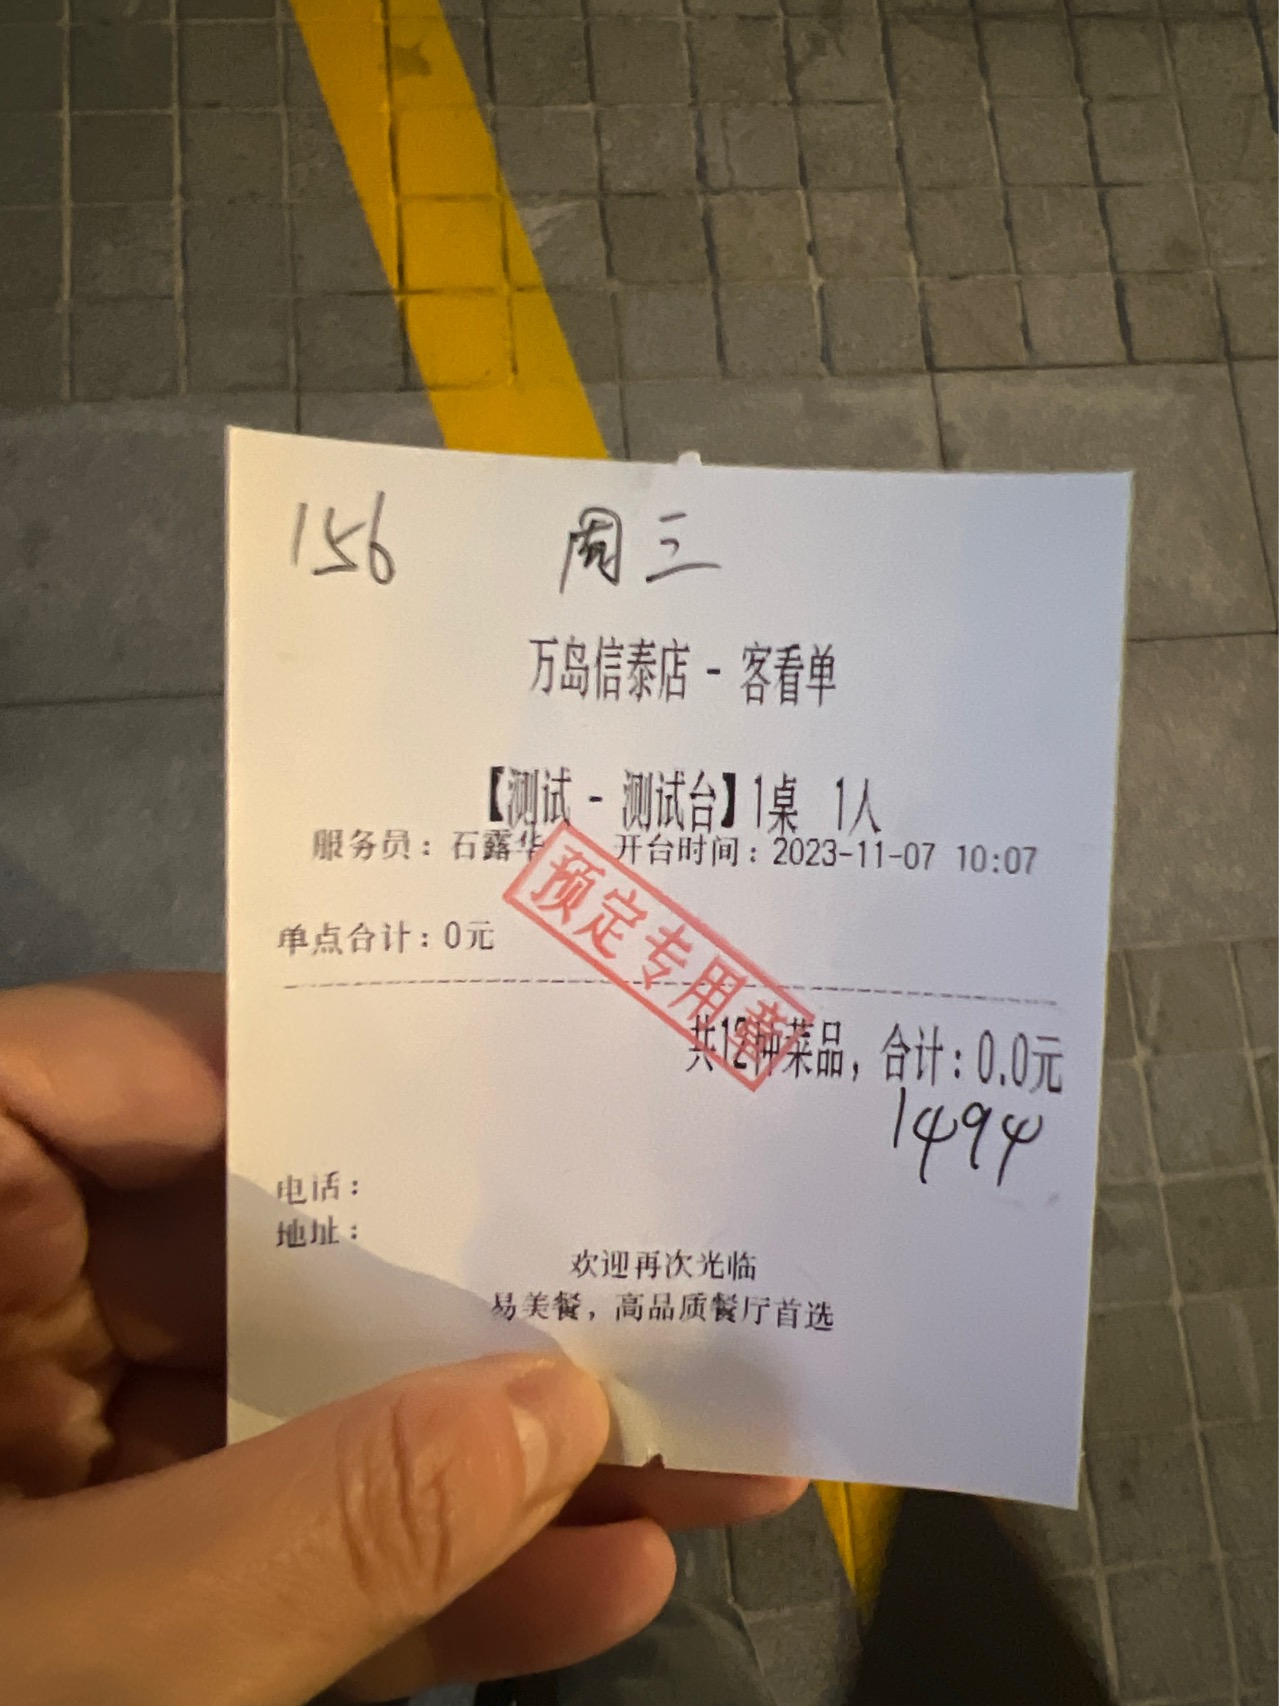 156 周三
万岛信泰店 - 客看单
【测试 - 测试台】1桌 1人
服务员：石露华 开台时间：2023-11-07 10:07
预定专用章
单点合计：0元
共12种菜品，合计：0.0元
1494
电话：
地址：
欢迎再次光临
易美餐，高品质餐厅首选